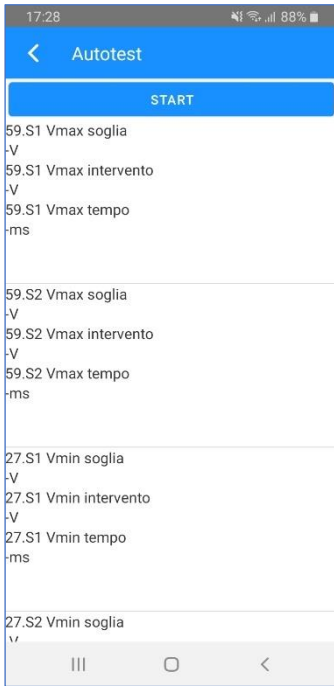 17:28
88%
Autotest
START
59.S1 Vmax soglia
-V
59.S1 Vmax intervento
-V
59.S1 Vmax tempo
-ms
59.S2 Vmax soglia
-V
59.S2 Vmax intervento
-V
59.S2 Vmax tempo
-ms
27.S1 Vmin soglia
-V
27.S1 Vmin intervento
-V
27.S1 Vmin tempo
-ms
27.S2 Vmin soglia
-V